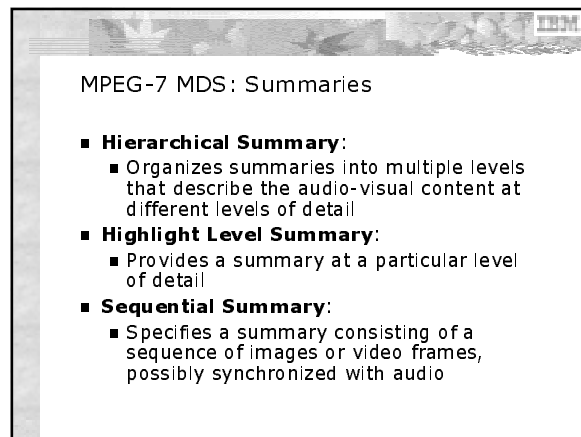 IBM
MPEG-7 MDS: Summaries
■ Hierarchical Summary:
■ Organizes summaries into multiple levels
that describe the audio-visual content at
different levels of detail
■ Highlight Level Summary:
■ Provides a summary at a particular level
of detail
■ Sequential Summary:
■ Specifies a summary consisting of a
sequence of images or video frames,
possibly synchronized with audio